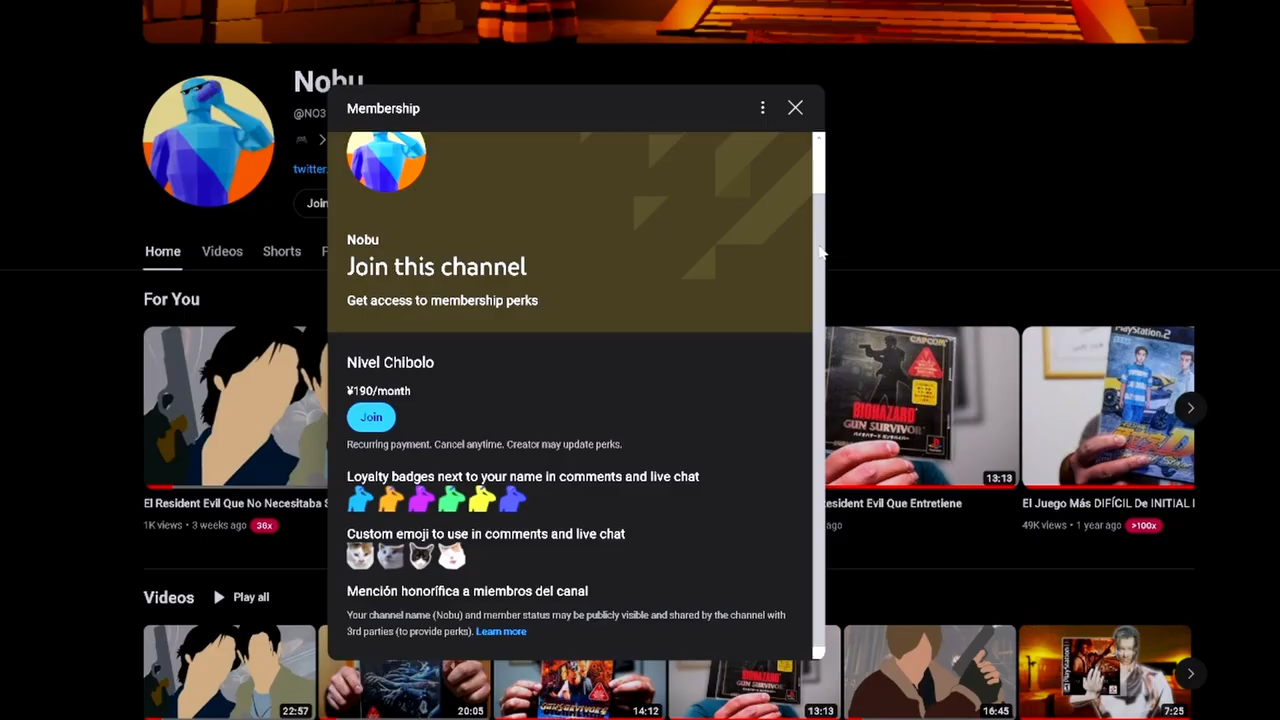 Nobu
@NO3
twitter.
Join
Membership
Nobu
Join this channel
Get access to membership perks
Home
Videos
Shorts
For You
Nivel Chibolo
¥190/month
Join
Recurring payment. Cancel anytime. Creator may update perks.
Loyalty badges next to your name in comments and live chat
Custom emoji to use in comments and live chat
Mención honorífica a miembros del canal
Your channel name (Nobu) and member status may be publicly visible and shared by the channel with
3rd parties (to provide perks). Learn more
El Resident Evil Que No Necesitaba
1K views • 3 weeks ago
36x
CAPCOM
BIOHAZARD
GUN SURVIVOR
13:13
esident Evil Que Entretiene
ago
PlayStation.2
El Juego Más DIFÍCIL De INITIAL
49K views • 1 year ago
>100x
Videos
Play all
22:57
20:05
14:12
GUN SURVIVOR
13:13
16:45
7:25